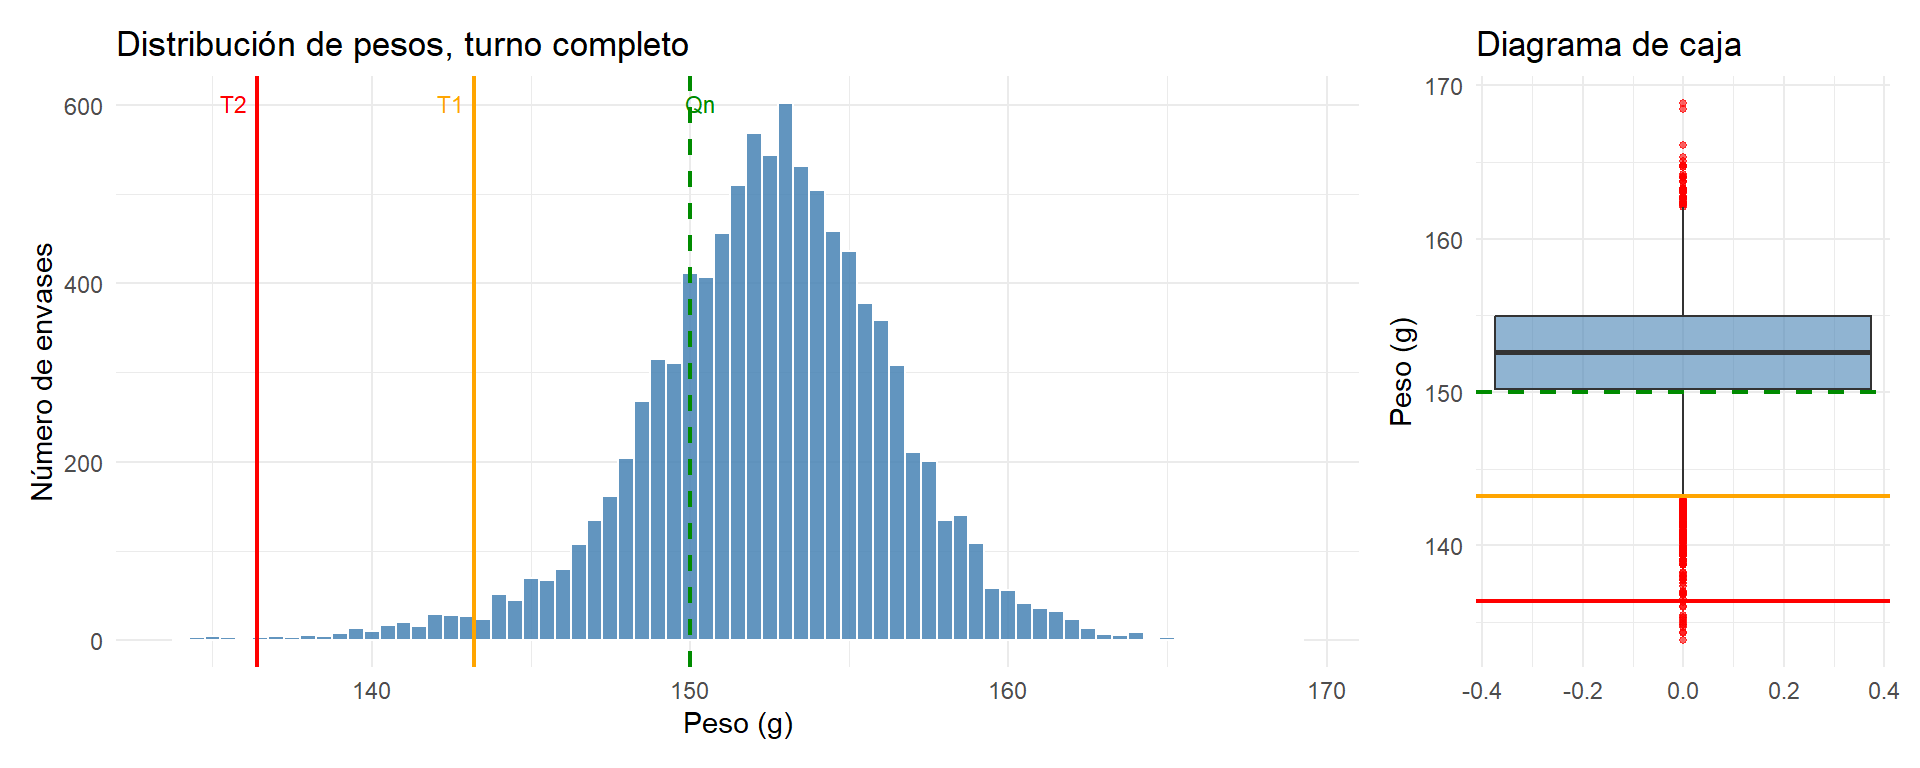 Distribución de pesos, turno completo
T2
T1
Qn
600
400
200
0
Número de envases
140
150
160
170
Peso (g)
Diagrama de caja
170
160
150
140
Peso (g)
-0.4
-0.2
0.0
0.2
0.4